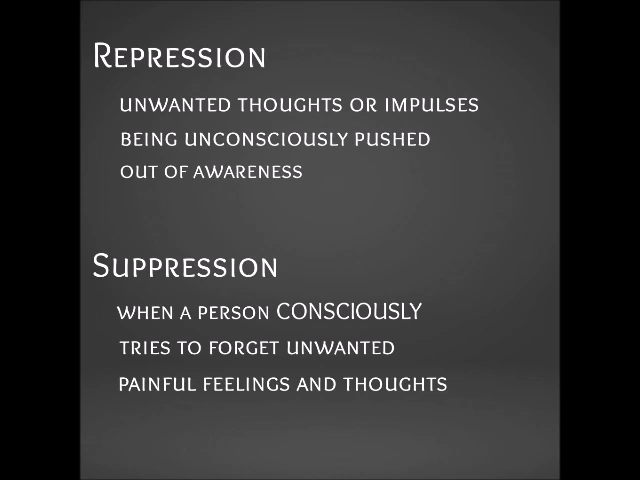 Repression
unwanted thoughts or impulses
being unconsciously pushed
out of awareness
Suppression
when a person CONSCIOUSLY
tries to forget unwanted
painful feelings and thoughts